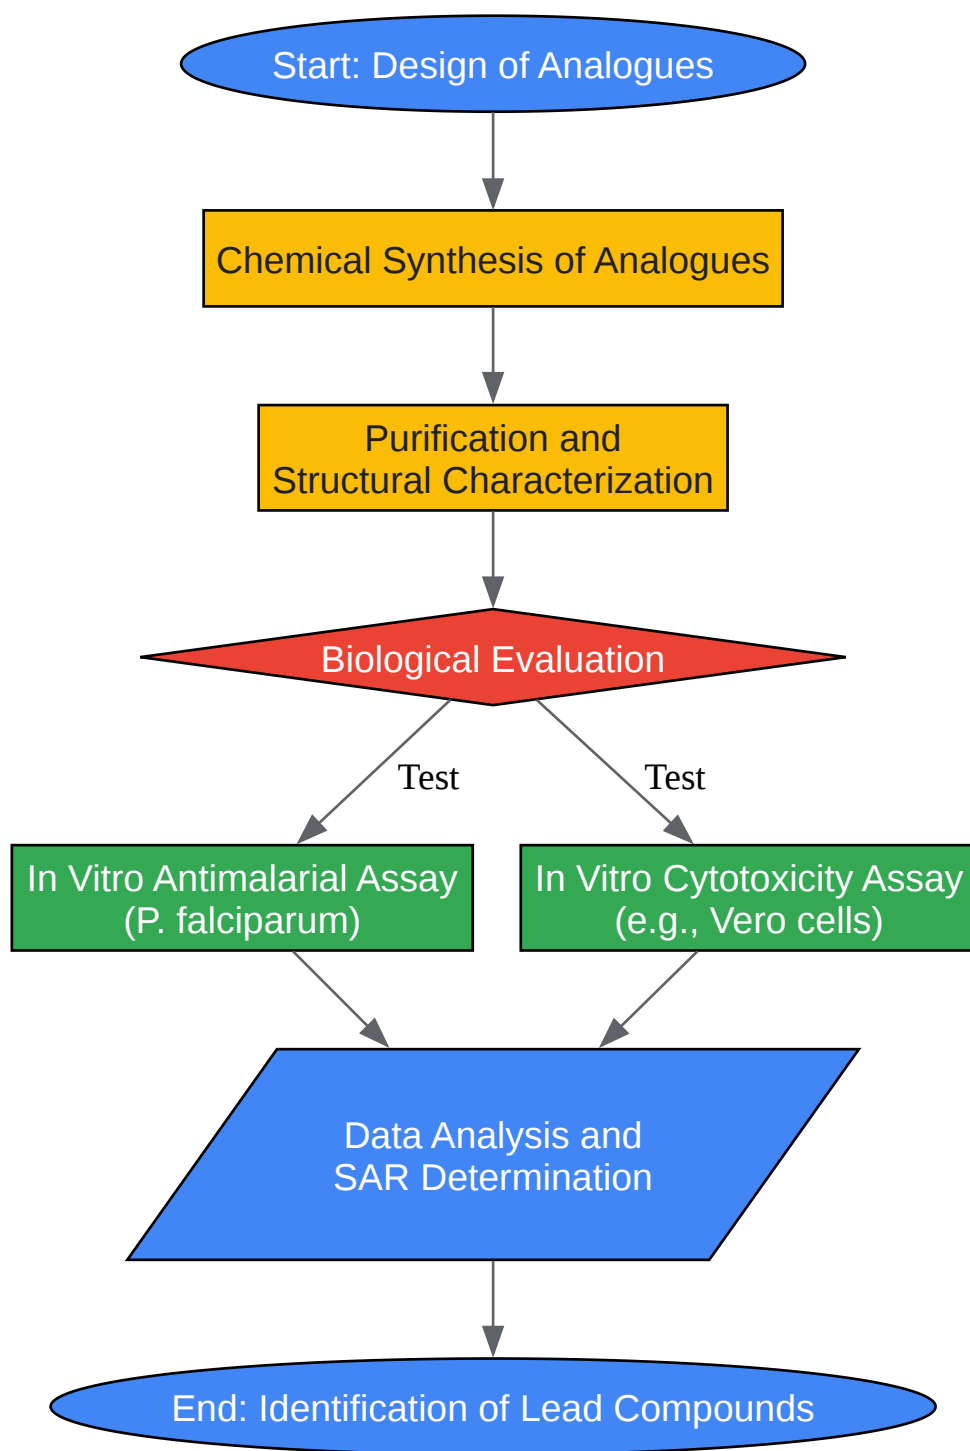 Start: Design of Analogues
Chemical Synthesis of Analogues
Purification and
Structural Characterization
Biological Evaluation
Test
Test
In Vitro Antimalarial Assay
(P. falciparum)
In Vitro Cytotoxicity Assay
(e.g., Vero cells)
Data Analysis and
SAR Determination
End: Identification of Lead Compounds